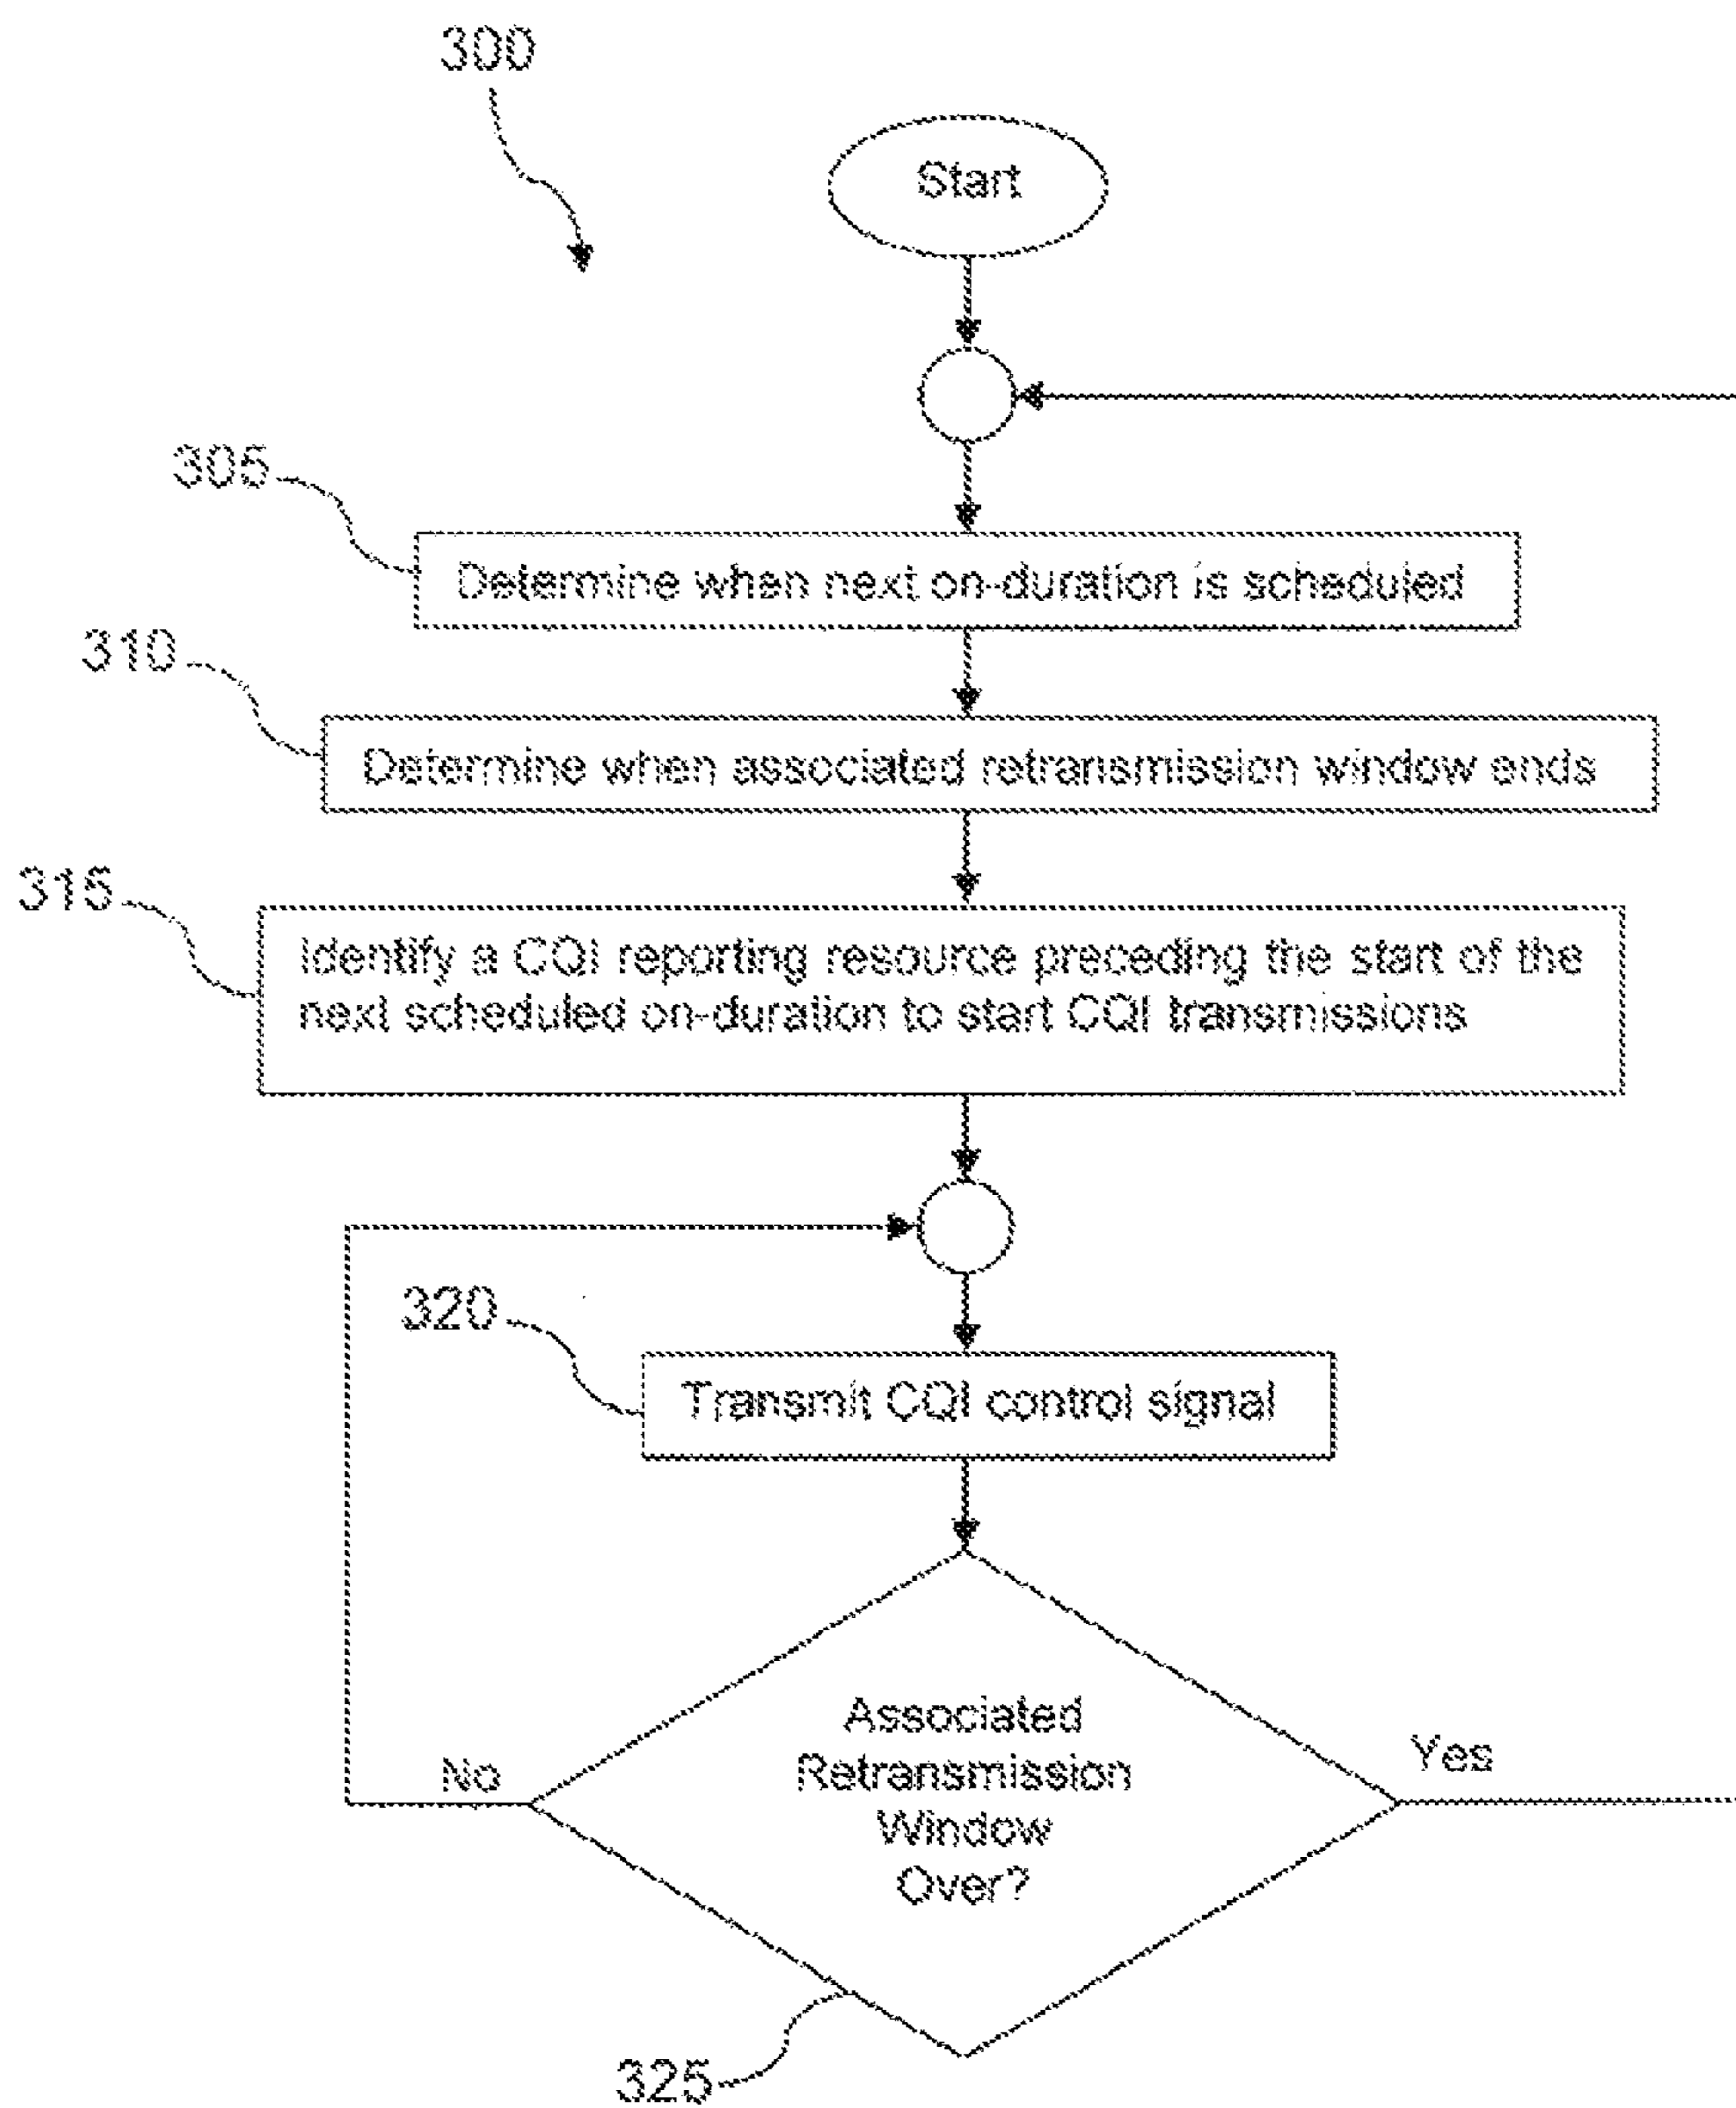 300
Start
305
Determine when next on-duration is scheduled
310
Determine when associated retransmission window ends
315
Identify a CQI reporting resource preceding the start of the
next scheduled on-duration to start CQI transmissions
320
Transmit CQI control signal
Associated
Retransmission
Window
Over?
No
Yes
325